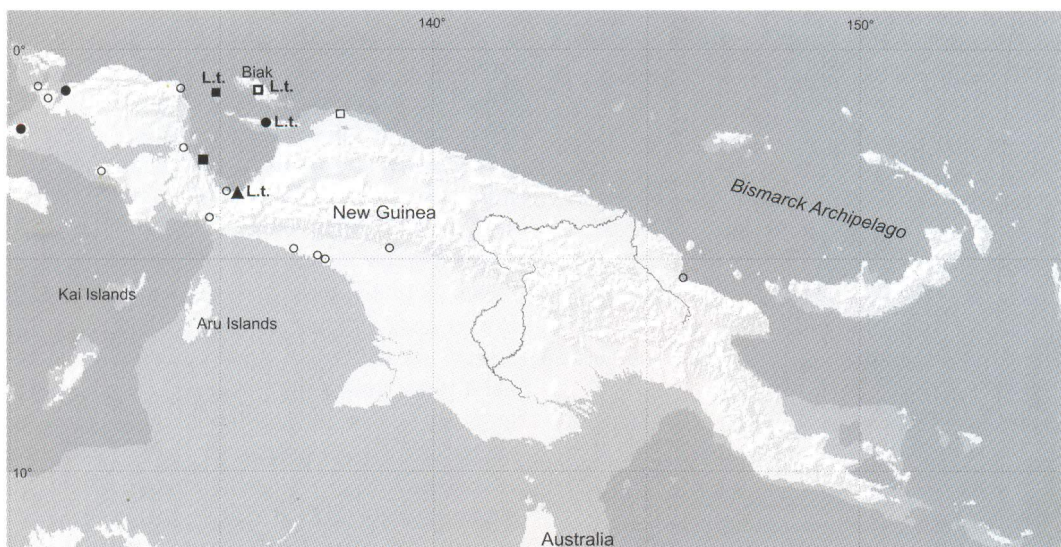 140°
150°
0°
Biak
L.t.
L.t.
L.t.
L.t.
New Guinea
Bismarck Archipelago
Kai Islands
Aru Islands
10°
Australia